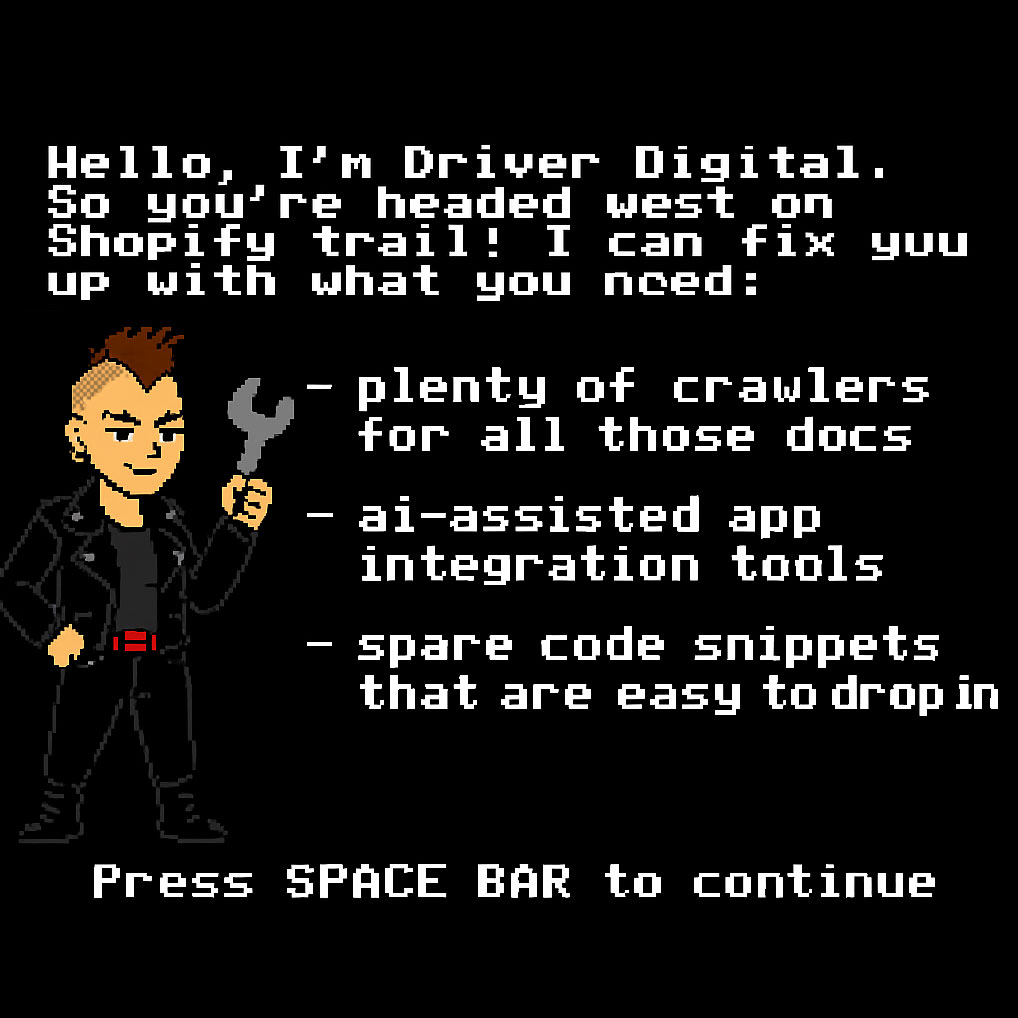 Hello, I'm Driver Digital.
So you're headed west on
Shopify trail! I can fix yuu
up with what you need:
- plenty of crawlers
for all those docs
- ai-assisted app
integration tools
- spare code snippets
that are easy to drop in
Press SPACE BAR to continue